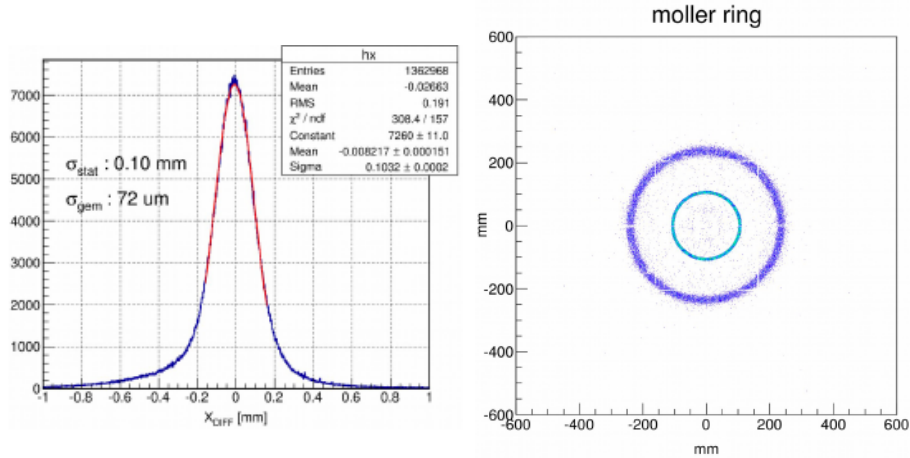 hx
Entries 1362968
Mean -0.02663
RMS 0.191
χ² / ndf 308.4 / 157
Constant 7260 ± 11.0
Mean -0.008217 ± 0.000151
Sigma 0.1032 ± 0.0002
σstat : 0.10 mm
σgem : 72 um
7000
6000
5000
4000
3000
2000
1000
0
-1 -0.8 -0.6 -0.4 -0.2 0 0.2 0.4 0.6 0.8 1
XDIFF [mm]
moller ring
600
400
200
0
-200
-400
-600
mm
-600 -400 -200 0 200 400 600
mm